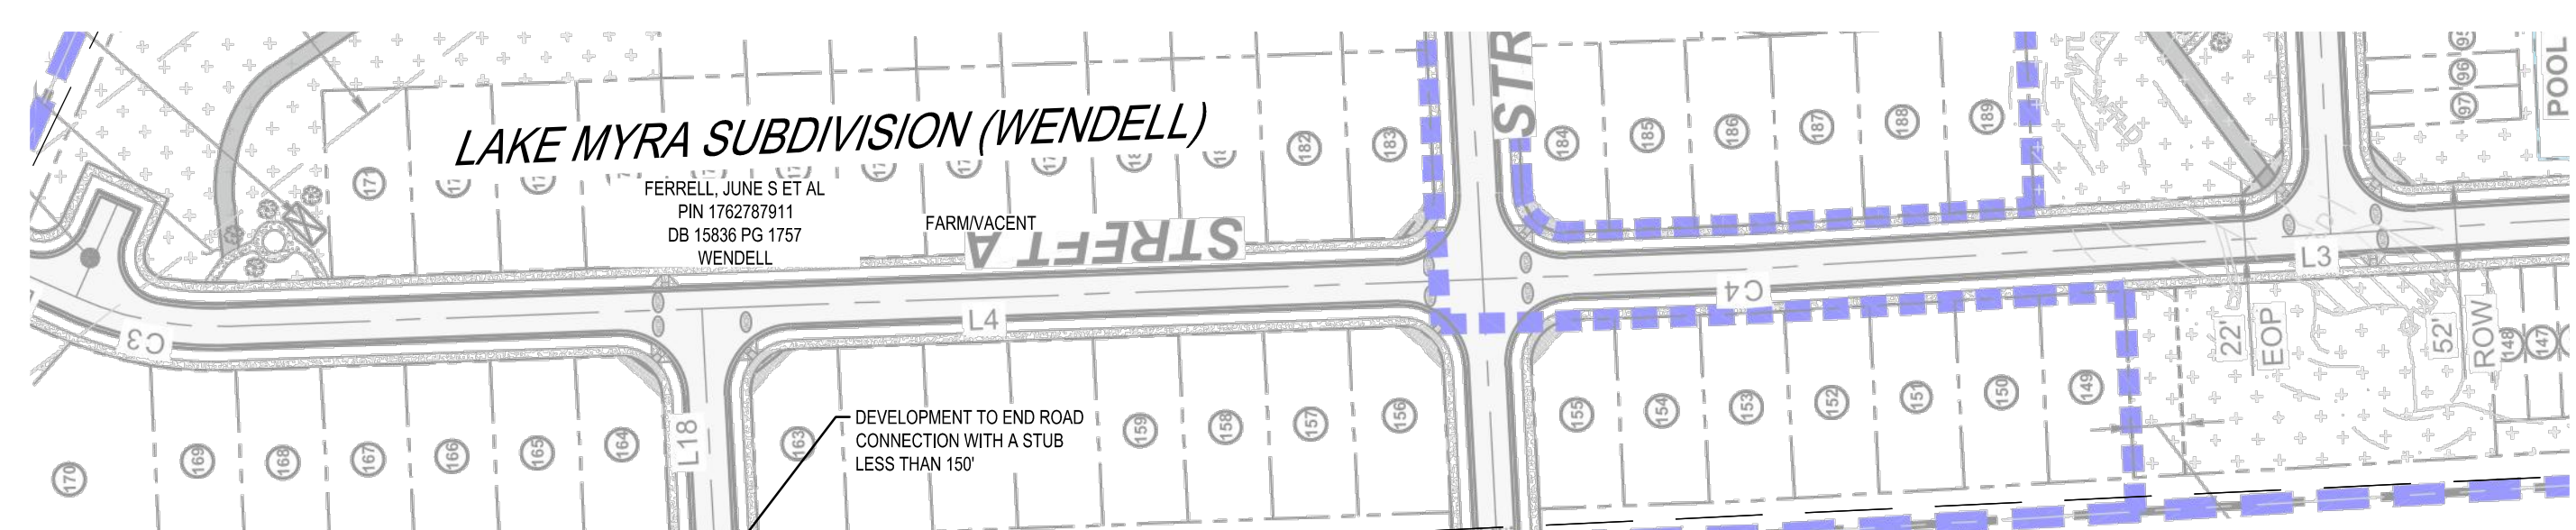 STR
POOL
95
96
97
LAKE MYRA SUBDIVISION (WENDELL)
184
185
186
187
188
189
182
183
171
FERRELL, JUNE S ET AL
PIN 1762787911
DB 15836 PG 1757
WENDELL
FARM/VACENT
STREET A
L3
C4
L4
C3
22'
EOP
52'
ROW
148
147
L18
DEVELOPMENT TO END ROAD
CONNECTION WITH A STUB
LESS THAN 150'
170
169
168
167
166
165
164
163
159
158
157
156
155
154
153
152
151
150
149